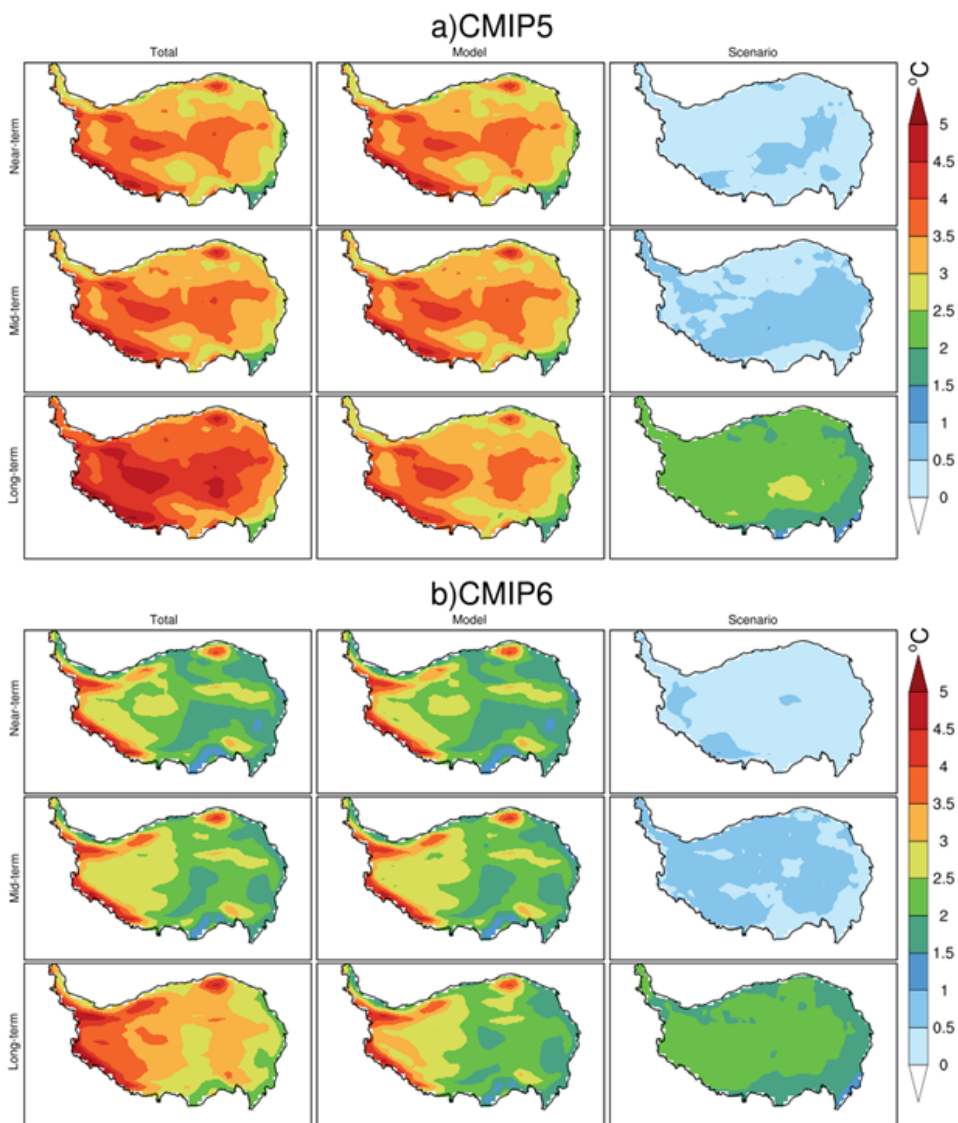 a)CMIP5
Total Model Scenario
Near-term
Mid-term
Long-term
°C
5
4.5
4
3.5
3
2.5
2
1.5
1
0.5
0
b)CMIP6
Total Model Scenario
Near-term
Mid-term
Long-term
°C
5
4.5
4
3.5
3
2.5
2
1.5
1
0.5
0